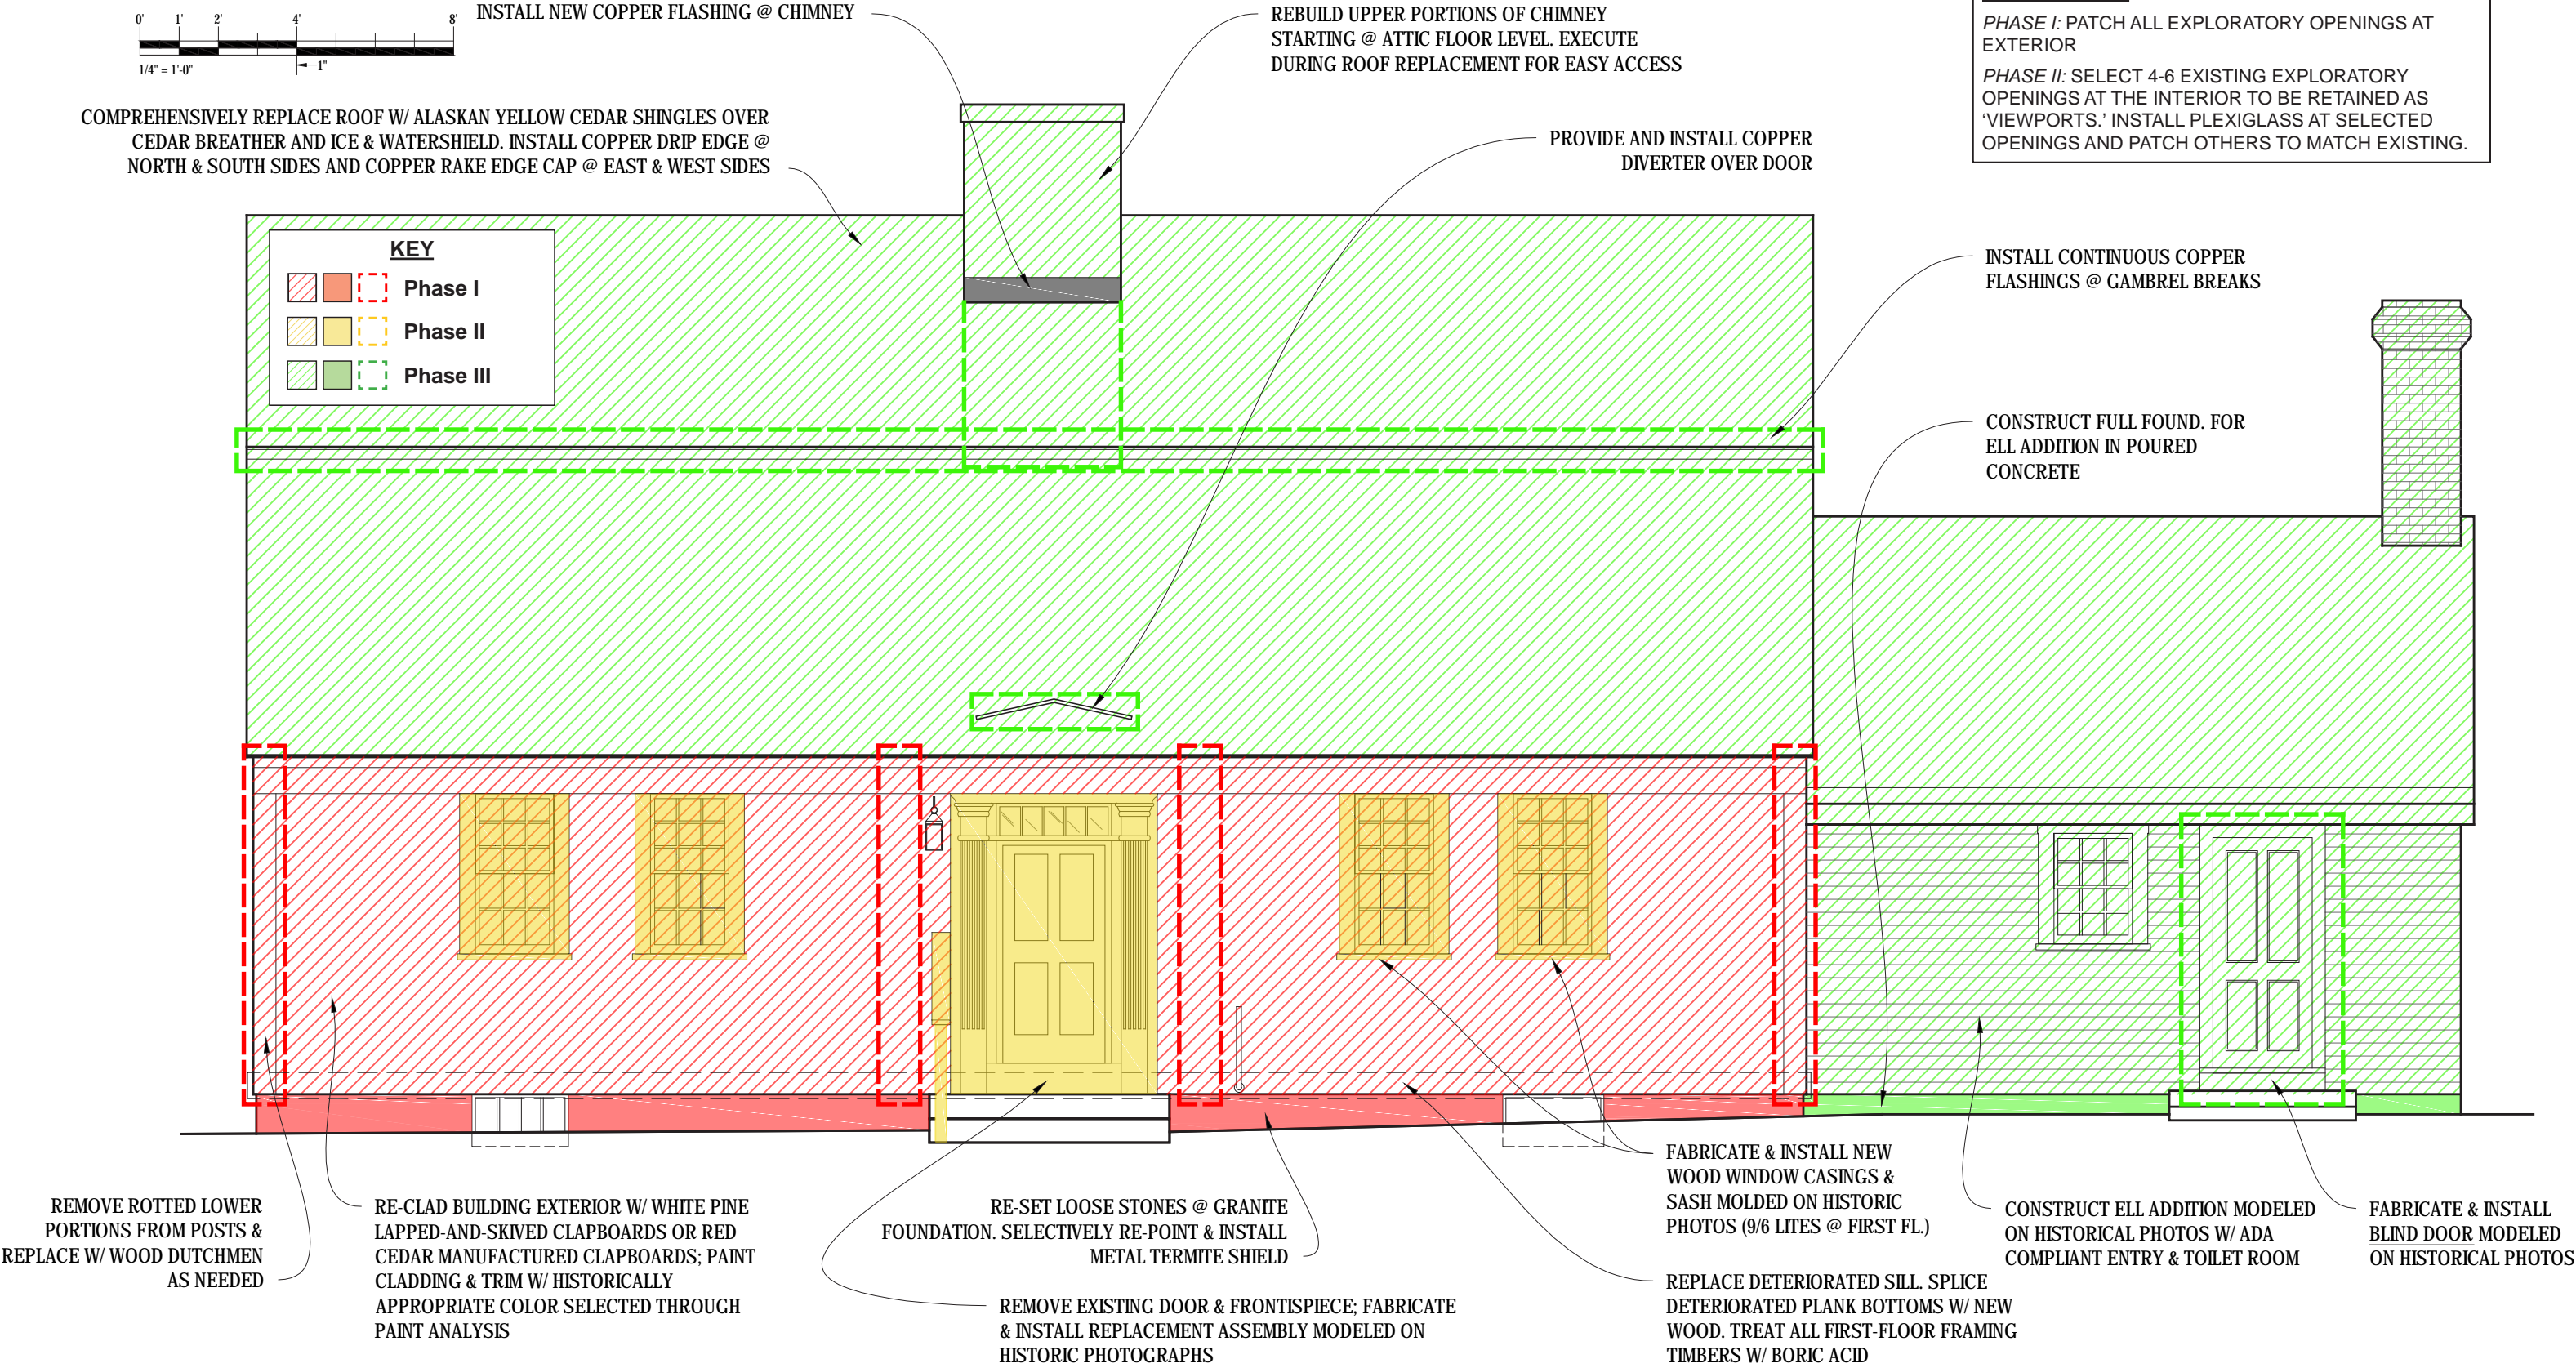 0' 1' 2' 4' 8'
1/4" = 1'-0"
1"
INSTALL NEW COPPER FLASHING @ CHIMNEY
REBUILD UPPER PORTIONS OF CHIMNEY
STARTING @ ATTIC FLOOR LEVEL. EXECUTE
DURING ROOF REPLACEMENT FOR EASY ACCESS
PHASE I: PATCH ALL EXPLORATORY OPENINGS AT
EXTERIOR
PHASE II: SELECT 4-6 EXISTING EXPLORATORY
OPENINGS AT THE INTERIOR TO BE RETAINED AS
‘VIEWPORTS.’ INSTALL PLEXIGLASS AT SELECTED
OPENINGS AND PATCH OTHERS TO MATCH EXISTING.
COMPREHENSIVELY REPLACE ROOF W/ ALASKAN YELLOW CEDAR SHINGLES OVER
CEDAR BREATHER AND ICE & WATERSHIELD. INSTALL COPPER DRIP EDGE @
NORTH & SOUTH SIDES AND COPPER RAKE EDGE CAP @ EAST & WEST SIDES
PROVIDE AND INSTALL COPPER
DIVERTER OVER DOOR
KEY
Phase I
Phase II
Phase III
INSTALL CONTINUOUS COPPER
FLASHINGS @ GAMBREL BREAKS
CONSTRUCT FULL FOUND. FOR
ELL ADDITION IN POURED
CONCRETE
REMOVE ROTTED LOWER
PORTIONS FROM POSTS &
REPLACE W/ WOOD DUTCHMEN
AS NEEDED
RE-CLAD BUILDING EXTERIOR W/ WHITE PINE
LAPPED-AND-SKIVED CLAPBOARDS OR RED
CEDAR MANUFACTURED CLAPBOARDS; PAINT
CLADDING & TRIM W/ HISTORICALLY
APPROPRIATE COLOR SELECTED THROUGH
PAINT ANALYSIS
RE-SET LOOSE STONES @ GRANITE
FOUNDATION. SELECTIVELY RE-POINT & INSTALL
METAL TERMITE SHIELD
REMOVE EXISTING DOOR & FRONTISPIECE; FABRICATE
& INSTALL REPLACEMENT ASSEMBLY MODELED ON
HISTORIC PHOTOGRAPHS
FABRICATE & INSTALL NEW
WOOD WINDOW CASINGS &
SASH MOLDED ON HISTORIC
PHOTOS (9/6 LITES @ FIRST FL.)
REPLACE DETERIORATED SILL. SPLICE
DETERIORATED PLANK BOTTOMS W/ NEW
WOOD. TREAT ALL FIRST-FLOOR FRAMING
TIMBERS W/ BORIC ACID
CONSTRUCT ELL ADDITION MODELED
ON HISTORICAL PHOTOS W/ ADA
COMPLIANT ENTRY & TOILET ROOM
FABRICATE & INSTALL
BLIND DOOR MODELED
ON HISTORICAL PHOTOS